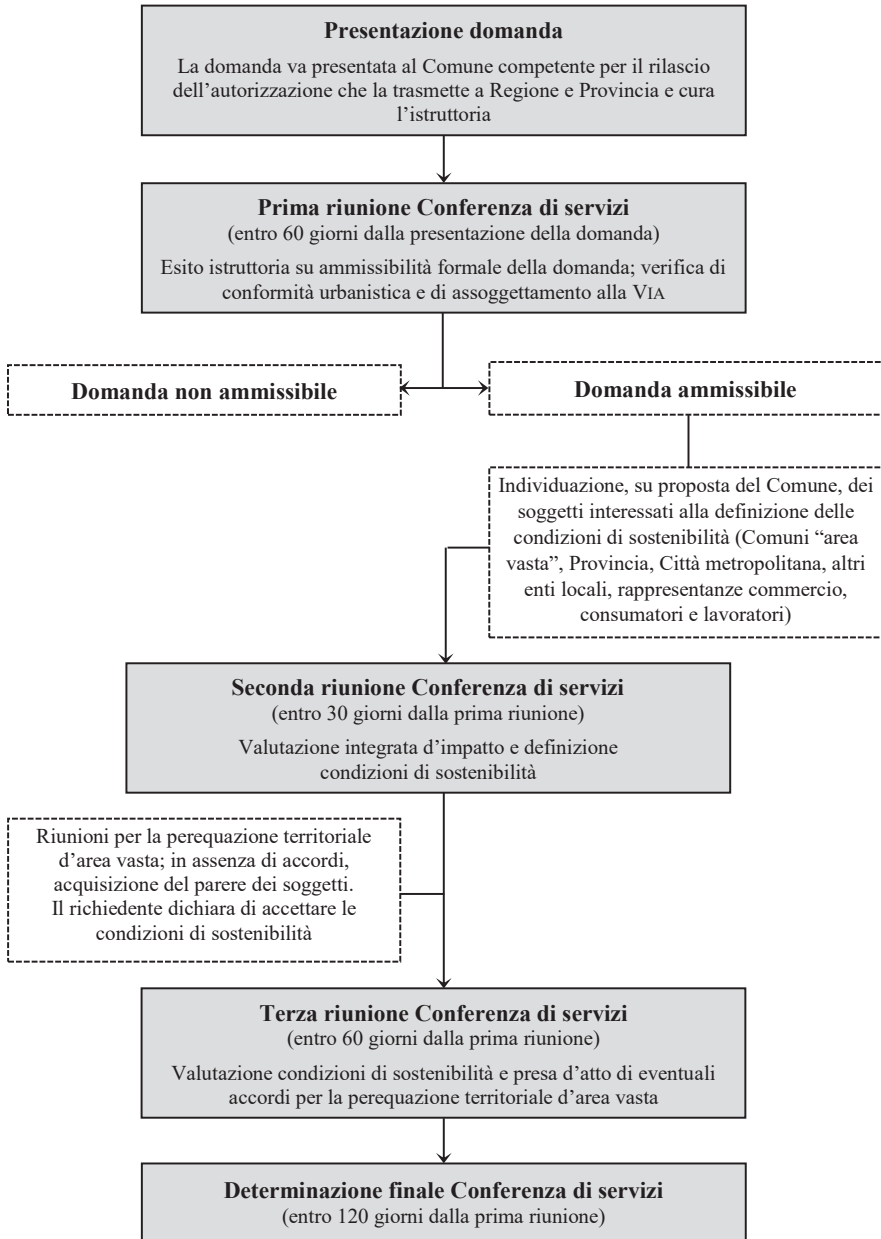 Presentazione domanda
La domanda va presentata al Comune competente per il rilascio
dell’autorizzazione che la trasmette a Regione e Provincia e cura
l’istruttoria
Prima riunione Conferenza di servizi
(entro 60 giorni dalla presentazione della domanda)
Esito istruttoria su ammissibilità formale della domanda; verifica di
conformità urbanistica e di assoggettamento alla VIA
Domanda non ammissibile
Domanda ammissibile
Individuazione, su proposta del Comune, dei
soggetti interessati alla definizione delle
condizioni di sostenibilità (Comuni “area
vasta”, Provincia, Città metropolitana, altri
enti locali, rappresentanze commercio,
consumatori e lavoratori)
Seconda riunione Conferenza di servizi
(entro 30 giorni dalla prima riunione)
Valutazione integrata d’impatto e definizione
condizioni di sostenibilità
Riunioni per la perequazione territoriale
d’area vasta; in assenza di accordi,
acquisizione del parere dei soggetti.
Il richiedente dichiara di accettare le
condizioni di sostenibilità
Terza riunione Conferenza di servizi
(entro 60 giorni dalla prima riunione)
Valutazione condizioni di sostenibilità e presa d’atto di eventuali
accordi per la perequazione territoriale d’area vasta
Determinazione finale Conferenza di servizi
(entro 120 giorni dalla prima riunione)